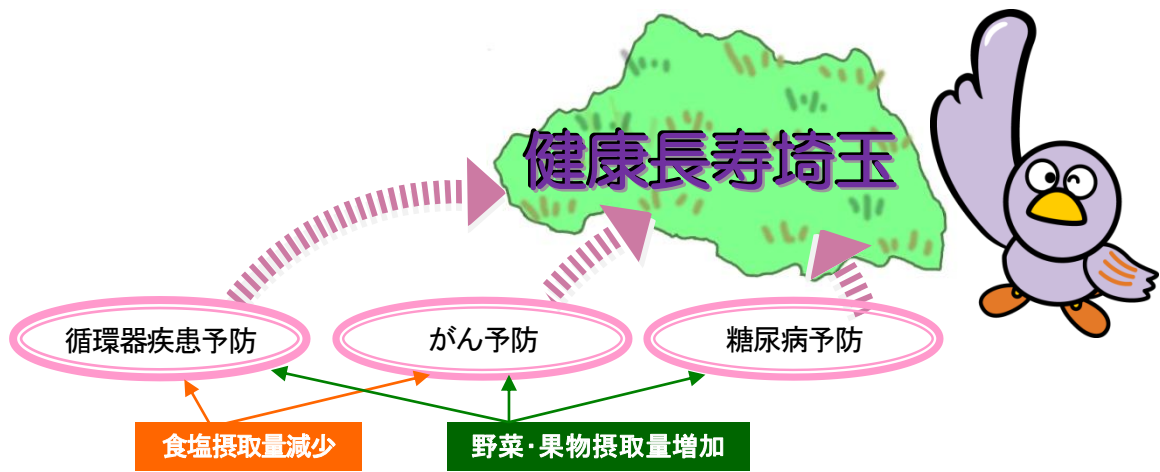 健康長寿埼玉
循環器疾患予防
がん予防
糖尿病予防
食塩摂取量減少
野菜・果物摂取量増加